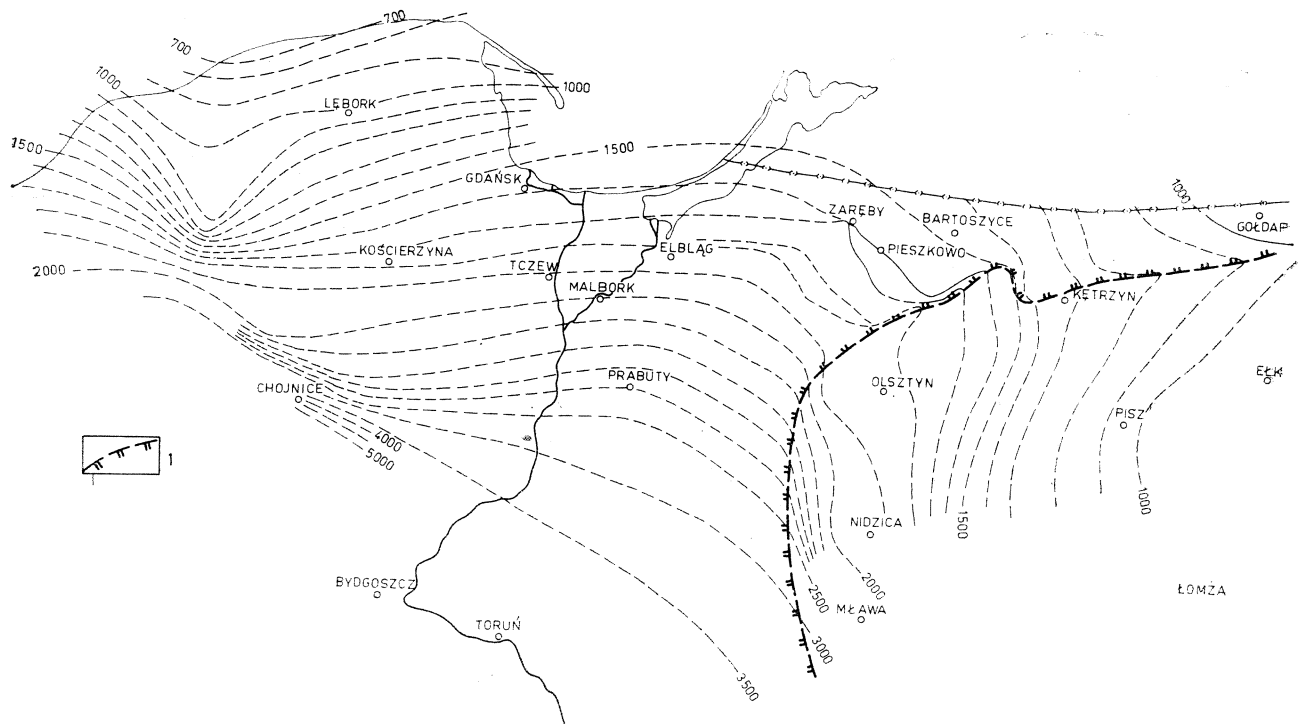 700
700
1000
LĘBORK
1000
1500
1500
GDAŃSK
1000
ZARĘBY
BARTOSZYCE
GOŁDAP
KOŚCIERZYNA
ELBLĄG
PIESZKOWO
2000
TCZEW
MALBORK
KĘTRZYN
CHOJNICE
PRABUTY
OLSZTYN
EŁK
PISZ
4000
5000
1
1000
NIDZICA
1500
BYDGOSZCZ
2000
2500
MŁAWA
ŁOMŻA
TORUŃ
3000
3500